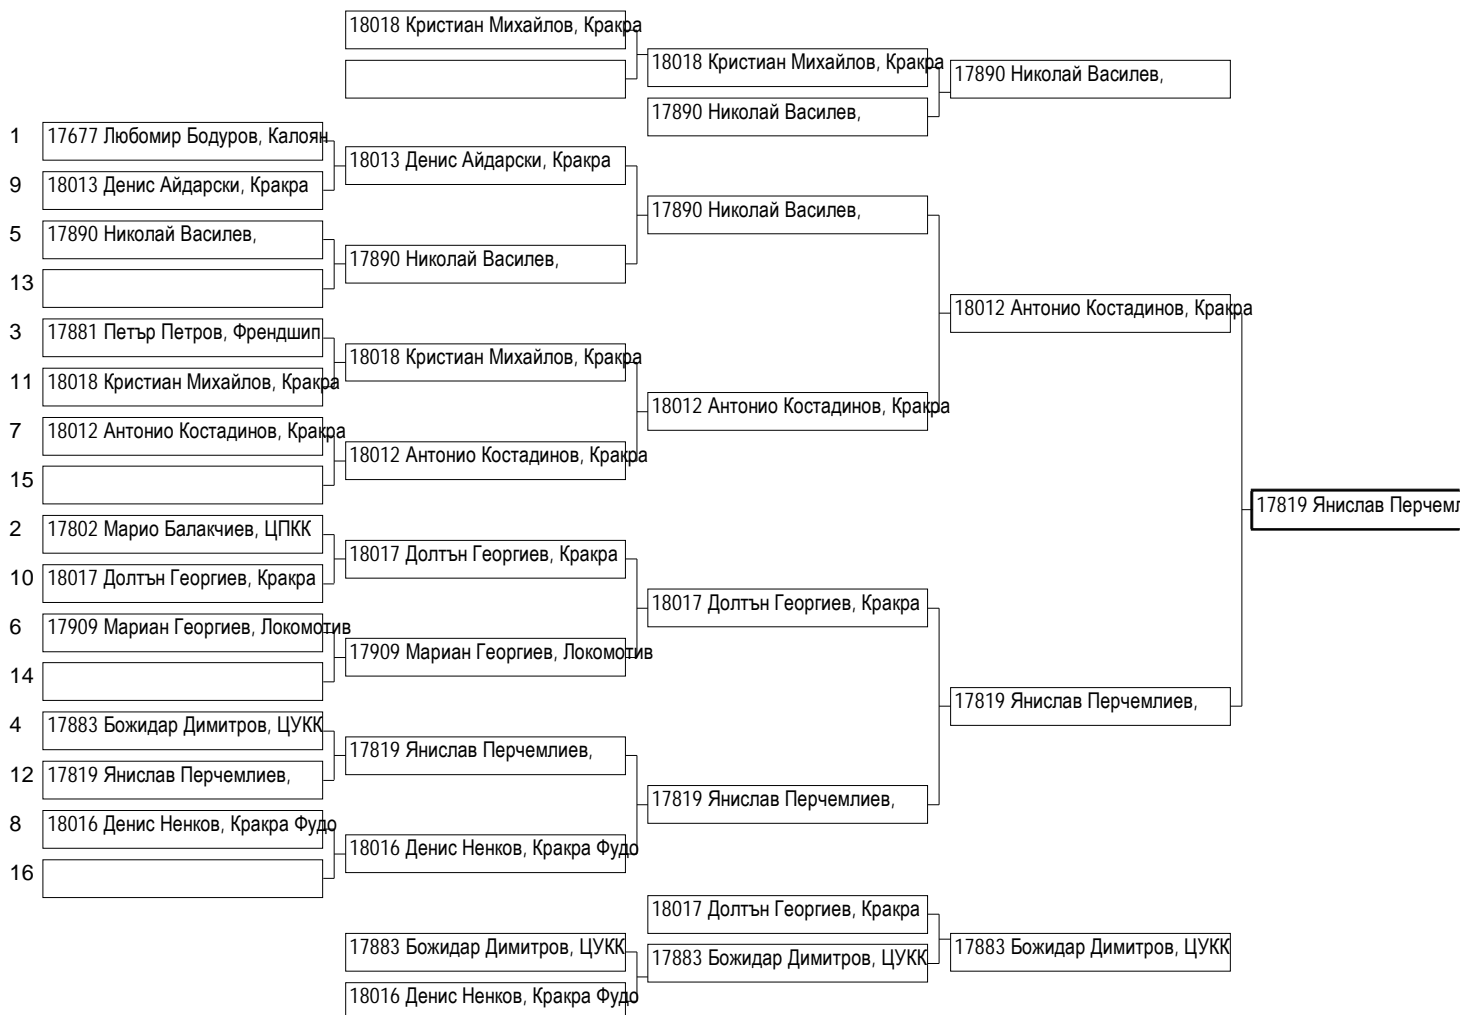 18018 Кристиан Михайлов, Кракра
18018 Кристиан Михайлов, Кракра
17890 Николай Василев,
17890 Николай Василев,
1 17677 Любомир Бодуров, Калоян
18013 Денис Айдарски, Кракра
9 18013 Денис Айдарски, Кракра
17890 Николай Василев,
5 17890 Николай Василев,
17890 Николай Василев,
13
18012 Антонио Костадинов, Кракра
3 17881 Петър Петров, Френдшип
18018 Кристиан Михайлов, Кракра
11 18018 Кристиан Михайлов, Кракра
18012 Антонио Костадинов, Кракра
7 18012 Антонио Костадинов, Кракра
18012 Антонио Костадинов, Кракра
15
17819 Янислав Перчемл
2 17802 Марио Балакчиев, ЦПКК
18017 Долтън Георгиев, Кракра
10 18017 Долтън Георгиев, Кракра
18017 Долтън Георгиев, Кракра
6 17909 Мариан Георгиев, Локомотив
17909 Мариан Георгиев, Локомотив
14
17819 Янислав Перчемлиев,
4 17883 Божидар Димитров, ЦУКК
17819 Янислав Перчемлиев,
12 17819 Янислав Перчемлиев,
17819 Янислав Перчемлиев,
8 18016 Денис Ненков, Кракра Фудо
18016 Денис Ненков, Кракра Фудо
16
18017 Долтън Георгиев, Кракра
17883 Божидар Димитров, ЦУКК
17883 Божидар Димитров, ЦУКК
17883 Божидар Димитров, ЦУКК
18016 Денис Ненков, Кракра Фудо